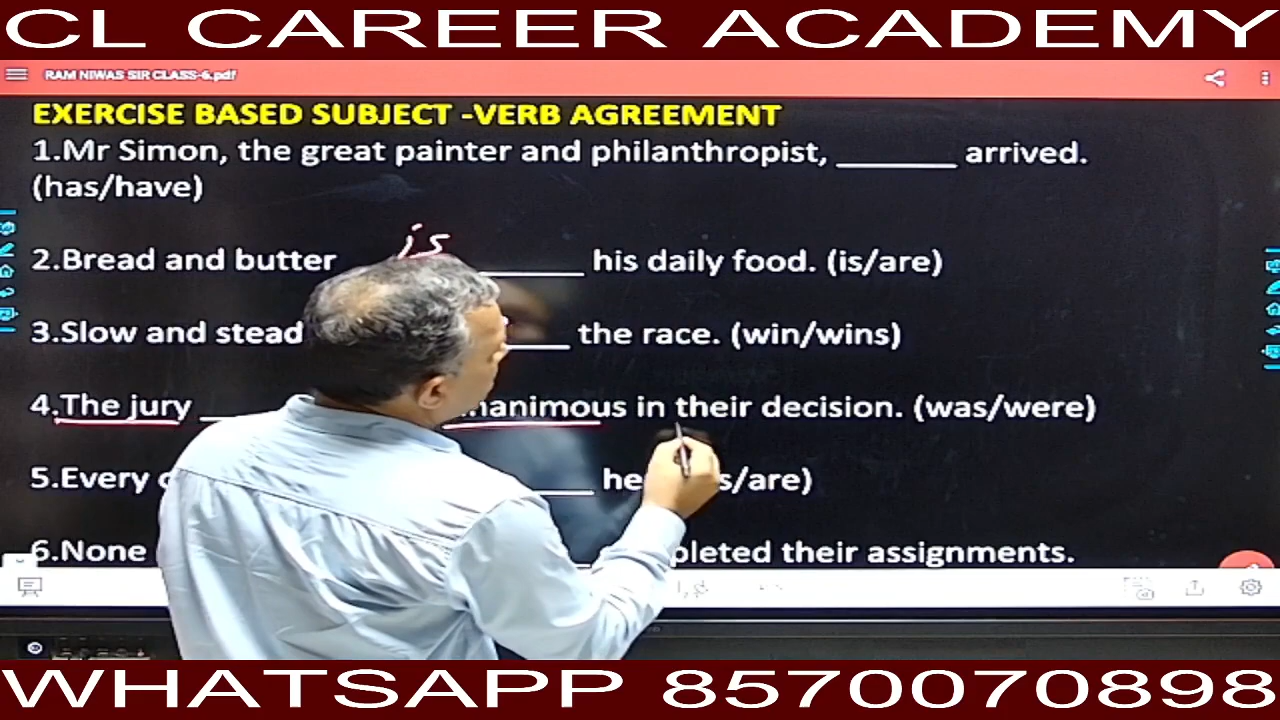 CL CAREER ACADEMY
RAM NIWAS SIR CLASS-6.pdf
EXERCISE BASED SUBJECT -VERB AGREEMENT
1.Mr Simon, the great painter and philanthropist, _______ arrived.
(has/have)
is
2.Bread and butter _______ his daily food. (is/are)
3.Slow and stead ____ the race. (win/wins)
4.The jury ____ nanimous in their decision. (was/were)
5.Every ____ he s/are)
6.None pleted their assignments.
WHATSAPP 8570070898